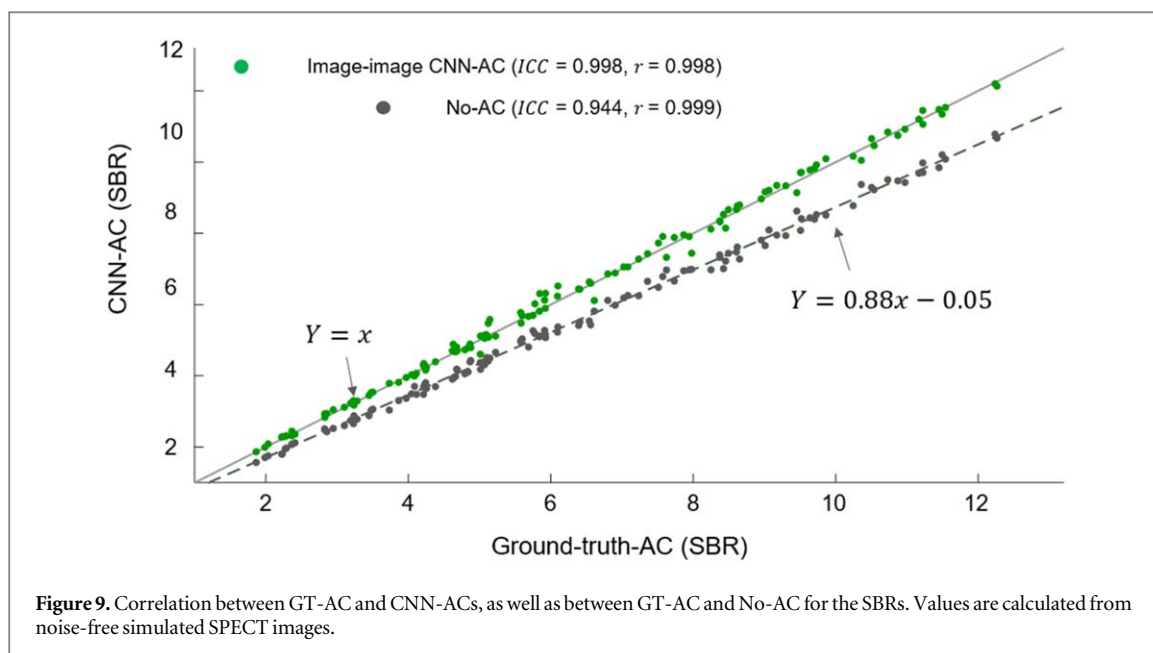 12
10
8
6
4
2
CNN-AC (SBR)
Image-image CNN-AC (ICC = 0.998, r = 0.998)
No-AC (ICC = 0.944, r = 0.999)
Y = x
Y = 0.88x − 0.05
2 4 6 8 10 12
Ground-truth-AC (SBR)
Figure 9. Correlation between GT-AC and CNN-ACs, as well as between GT-AC and No-AC for the SBRs. Values are calculated from
noise-free simulated SPECT images.